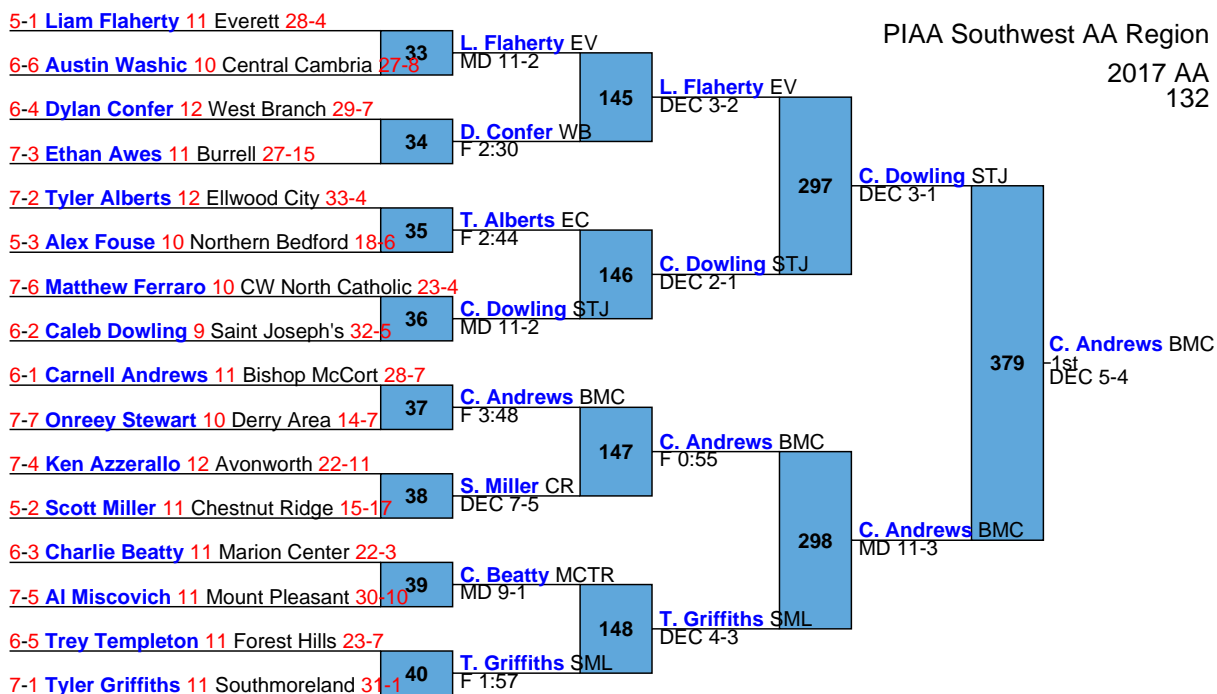 PIAA Southwest AA Region
2017 AA
132
5-1 Liam Flaherty 11 Everett 28-4
6-6 Austin Washic 10 Central Cambria 27-8
6-4 Dylan Confer 12 West Branch 29-7
7-3 Ethan Awes 11 Burrell 27-15
7-2 Tyler Alberts 12 Ellwood City 33-4
5-3 Alex Fouse 10 Northern Bedford 18-6
7-6 Matthew Ferraro 10 CW North Catholic 23-4
6-2 Caleb Dowling 9 Saint Joseph's 32-5
6-1 Carnell Andrews 11 Bishop McCort 28-7
7-7 Onreey Stewart 10 Derry Area 14-7
7-4 Ken Azzerallo 12 Avonworth 22-11
5-2 Scott Miller 11 Chestnut Ridge 15-17
6-3 Charlie Beatty 11 Marion Center 22-3
7-5 Al Miscovich 11 Mount Pleasant 30-10
6-5 Trey Templeton 11 Forest Hills 23-7
7-1 Tyler Griffiths 11 Southmoreland 31-1
33
L. Flaherty EV
MD 11-2
34
D. Confer WB
F 2:30
35
T. Alberts EC
F 2:44
36
C. Dowling STJ
MD 11-2
37
C. Andrews BMC
F 3:48
38
S. Miller CR
DEC 7-5
39
C. Beatty MCTR
MD 9-1
40
T. Griffiths SML
F 1:57
145
L. Flaherty EV
DEC 3-2
146
C. Dowling STJ
DEC 2-1
147
C. Andrews BMC
F 0:55
148
T. Griffiths SML
DEC 4-3
297
C. Dowling STJ
DEC 3-1
298
C. Andrews BMC
MD 11-3
379
C. Andrews BMC
1st
DEC 5-4